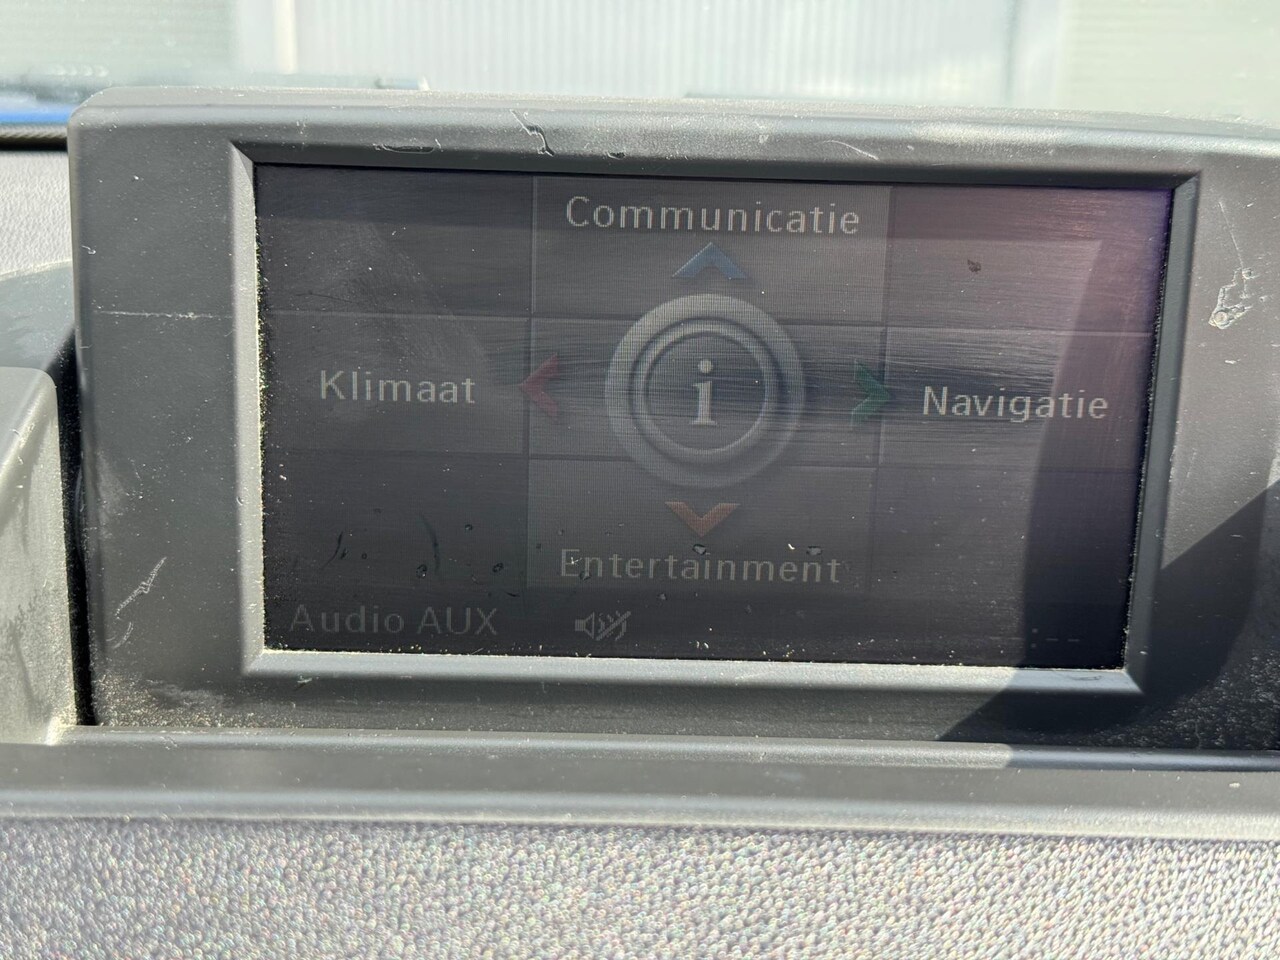 Communicatie
Klimaat
i
Navigatie
Entertainment
Audio AUX
---